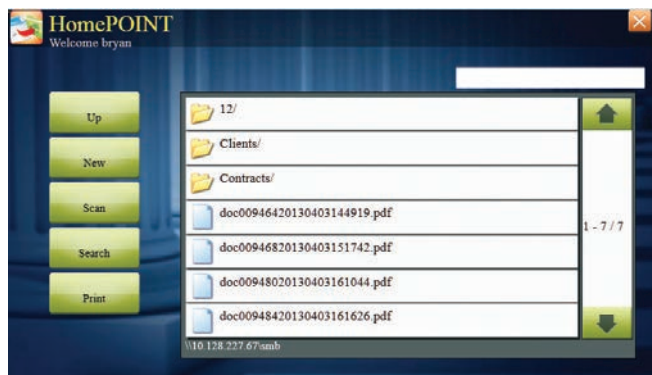 HomePOINT
Welcome bryan
Up
New
Scan
Search
Print
12/
Clients/
Contracts/
doc00946420130403144919.pdf
doc00946820130403151742.pdf
doc00948020130403161044.pdf
doc00948420130403161626.pdf
1 - 7 / 7
\\10.128.227.67\smb